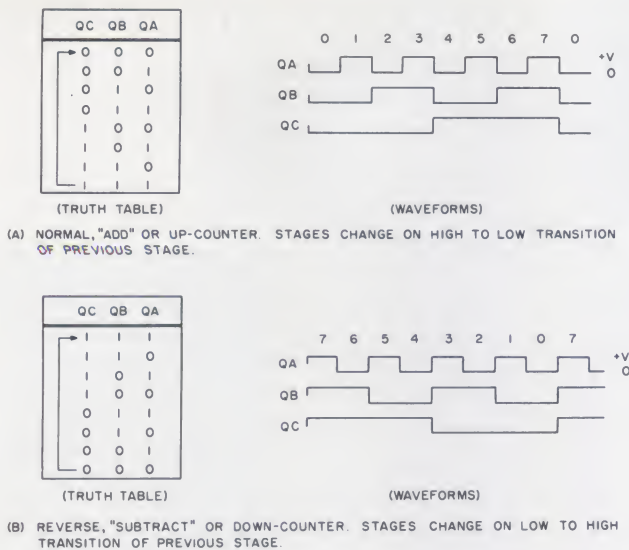 QC QB QA
0 0 0
0 0 1
0 1 0
0 1 1
1 0 0
1 0 1
1 1 0
1 1 1
(TRUTH TABLE)
0 1 2 3 4 5 6 7 0
QA +V
0
QB
QC
(WAVEFORMS)
(A) NORMAL, "ADD" OR UP-COUNTER. STAGES CHANGE ON HIGH TO LOW TRANSITION
OF PREVIOUS STAGE.
QC QB QA
1 1 1
1 1 0
1 0 1
1 0 0
0 1 1
0 1 0
0 0 1
0 0 0
(TRUTH TABLE)
7 6 5 4 3 2 1 0 7
QA +V
0
QB
QC
(WAVEFORMS)
(B) REVERSE, "SUBTRACT" OR DOWN-COUNTER. STAGES CHANGE ON LOW TO HIGH
TRANSITION OF PREVIOUS STAGE.